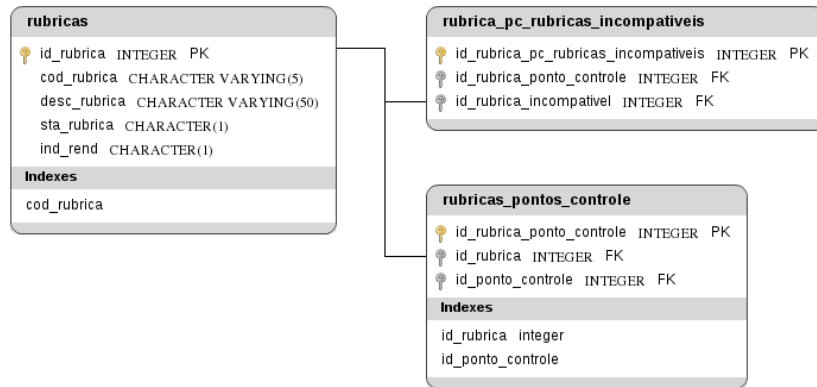 rubricas
id_rubrica INTEGER PK
cod_rubrica CHARACTER VARYING(5)
desc_rubrica CHARACTER VARYING(50)
sta_rubrica CHARACTER(1)
ind_rend CHARACTER(1)
Indexes
cod_rubrica
rubrica_pc_rubricas_incompativeis
id_rubrica_pc_rubricas_incompativeis INTEGER PK
id_rubrica_ponto_controle INTEGER FK
id_rubrica_incompativel INTEGER FK
rubricas_pontos_controle
id_rubrica_ponto_controle INTEGER PK
id_rubrica INTEGER FK
id_ponto_controle INTEGER FK
Indexes
id_rubrica integer
id_ponto_controle